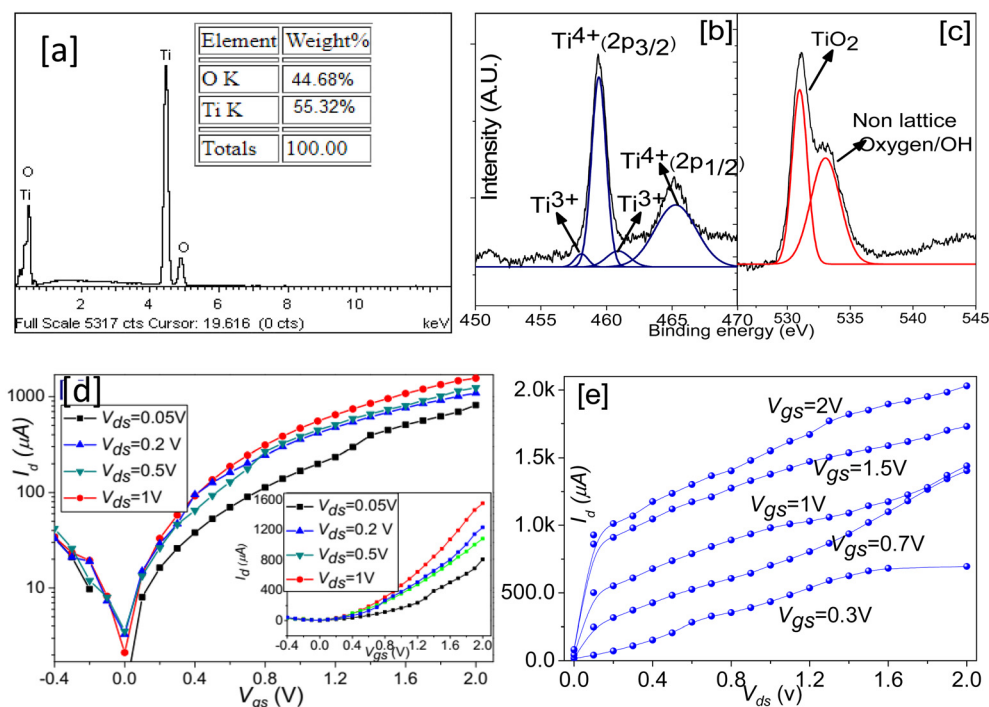 [a]
Ti
Element Weight%
O K 44.68%
Ti K 55.32%
Totals 100.00
O
Ti
O
2 4 6 8 10
Full Scale 5317 cts Cursor: 19.616 (0 cts) keV
Ti4+(2p3/2) [b]
Ti4+(2p1/2)
Ti3+ Ti3+
Intensity (A.U.)
450 455 460 465 470
[c]
TiO2
Non lattice
Oxygen/OH
530 535 540 545
Binding energy (eV)
[d]
Vds=0.05V
Vds=0.2 V
Vds=0.5V
Vds=1V
Id (µA)
1000
100
10
-0.4 0.0 0.4 0.8 1.2 1.6 2.0
Vgs (V)
Vds=0.05V
Vds=0.2 V
Vds=0.5V
Vds=1V
Id (µA)
1600
1200
800
400
0
-0.4 0.0 0.4 0.8 1.2 1.6 2.0
Vgs (V)
[e]
Vgs=2V
Vgs=1.5V
Vgs=1V
Vgs=0.7V
Vgs=0.3V
Id (µA)
2.0k
1.5k
1.0k
500.0
0.0
0.0 0.4 0.8 1.2 1.6 2.0
Vds (v)